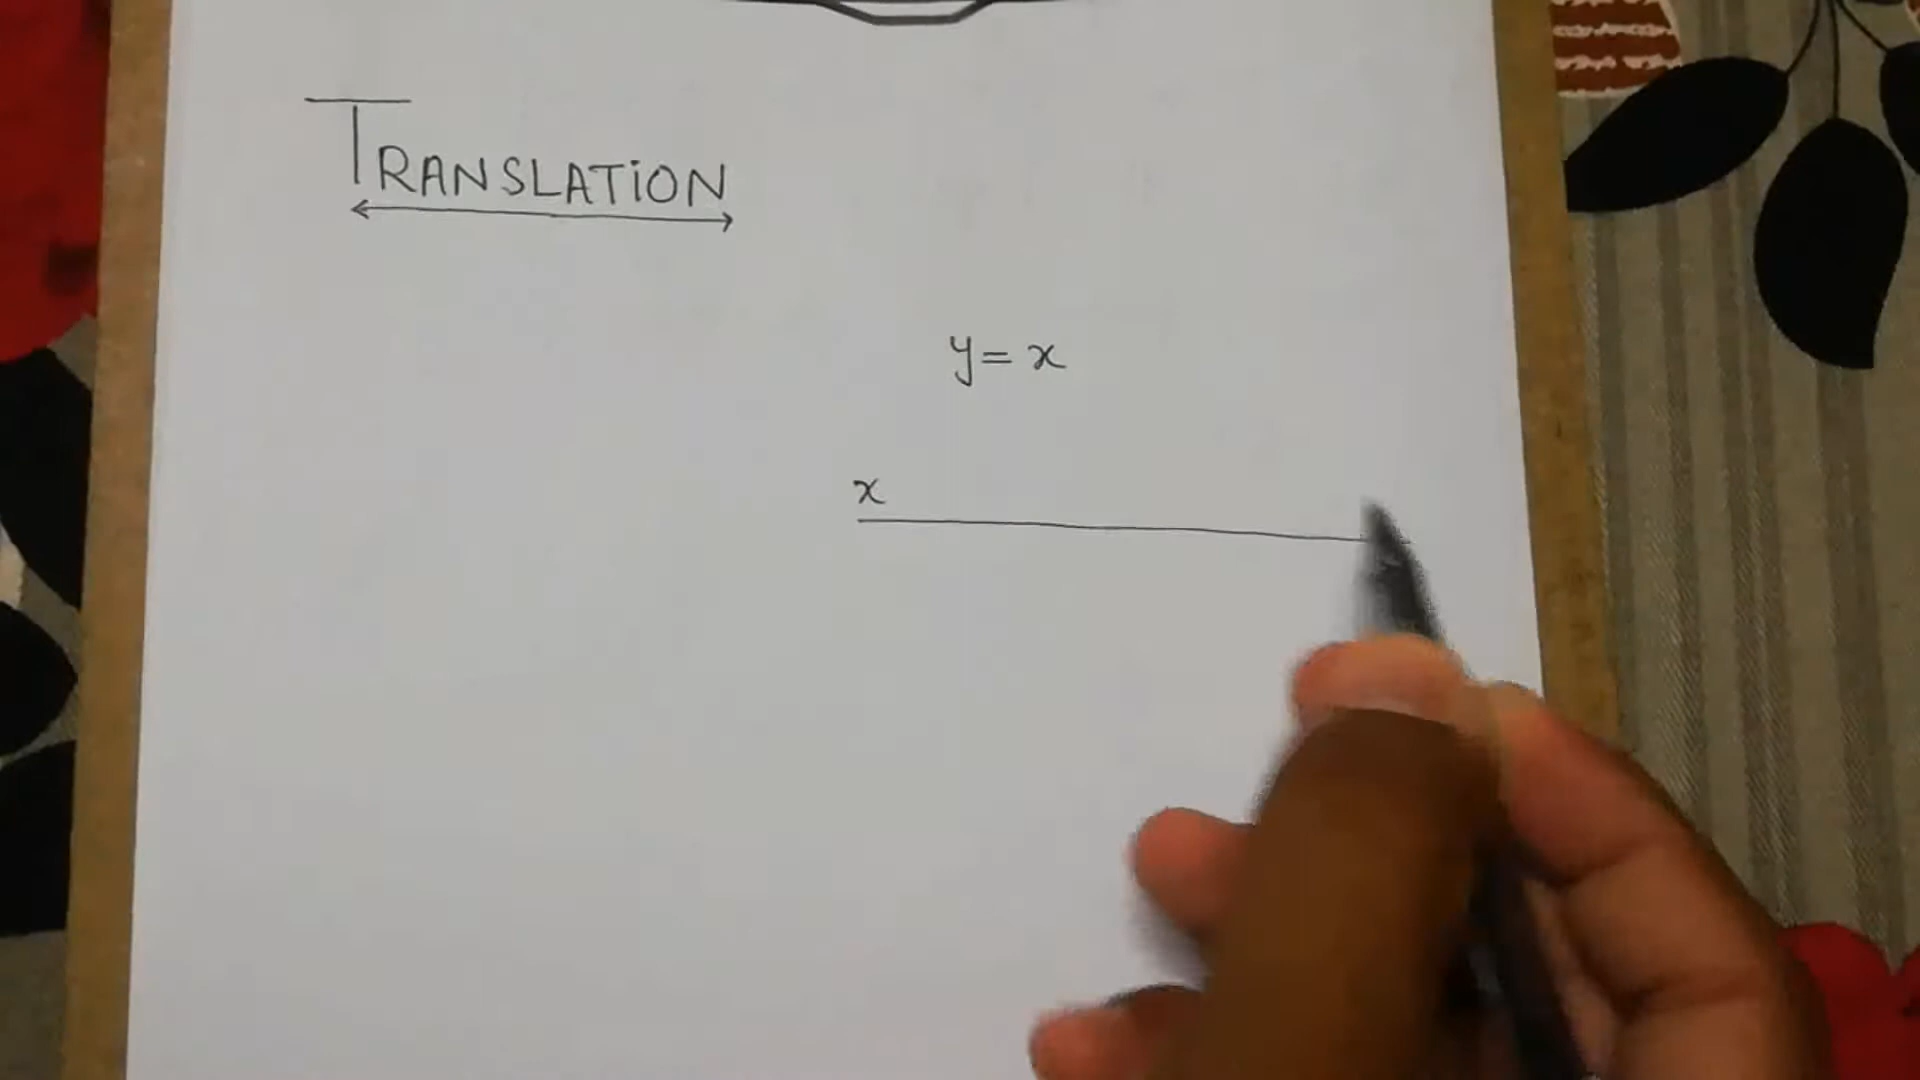 TRANSLATiON
y = x
x